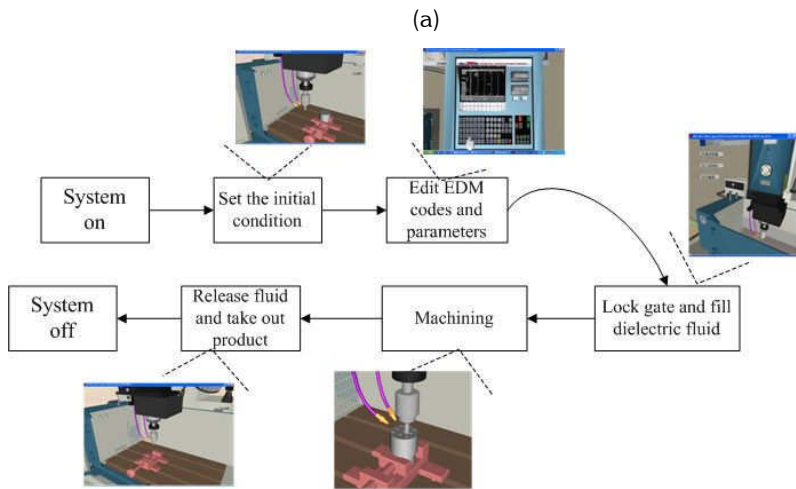 (a)
System
on
Set the initial
condition
Edit EDM
codes and
parameters
Lock gate and fill
dielectric fluid
Machining
Release fluid
and take out
product
System
off